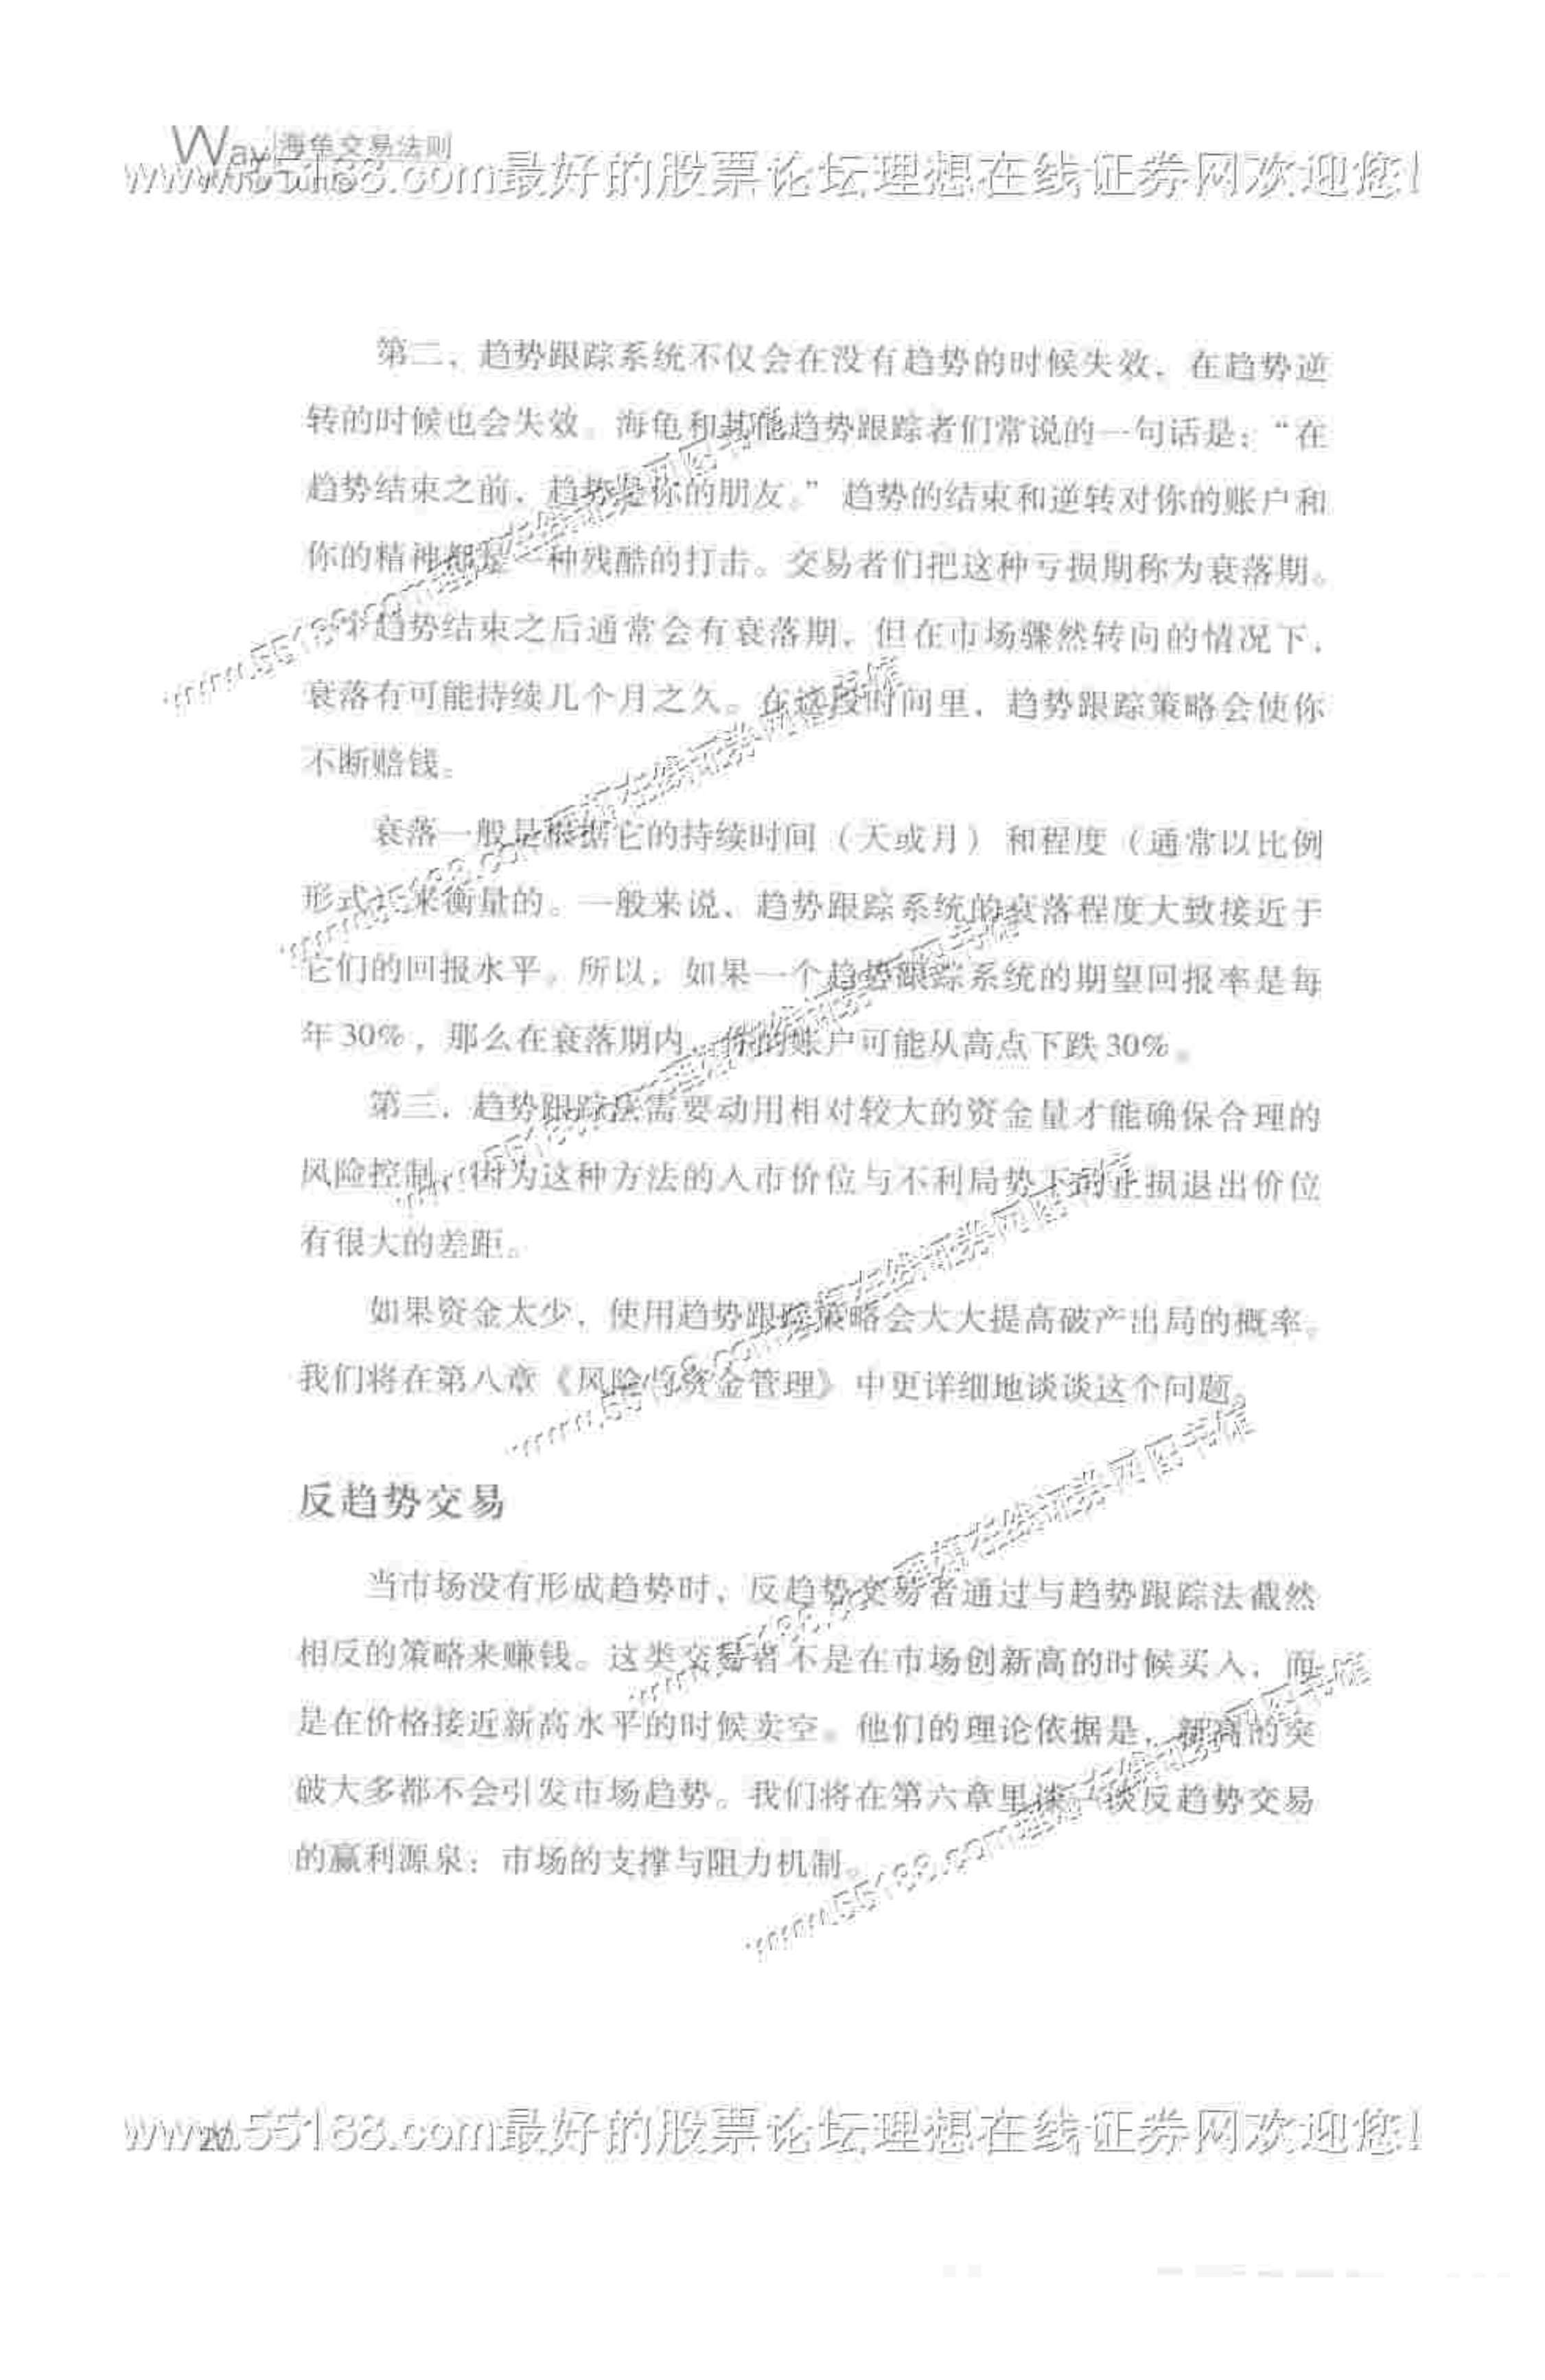 Way 海龟交易法则
www.55188.com最好的股票论坛理想在线证券网欢迎您!
第二，趋势跟踪系统不仅会在没有趋势的时候失效，在趋势逆
转的时候也会失效。海龟和其他趋势跟踪者们常说的一句话是：“在
趋势结束之前，趋势是你的朋友。”趋势的结束和逆转对你的账户和
你的精神都是一种残酷的打击。交易者们把这种亏损期称为衰落期。
一个趋势结束之后通常会有衰落期，但在市场骤然转向的情况下，
衰落有可能持续几个月之久。在这段时间里，趋势跟踪策略会使你
不断赔钱。
衰落一般是根据它的持续时间（天或月）和程度（通常以比例
形式）来衡量的。一般来说，趋势跟踪系统的衰落程度大致接近于
它们的回报水平。所以，如果一个趋势跟踪系统的期望回报率是每
年30%，那么在衰落期内，你的账户可能从高点下跌30%。
第三，趋势跟踪法需要动用相对较大的资金量才能确保合理的
风险控制，因为这种方法的入市价位与不利局势下的止损退出价位
有很大的差距。
如果资金太少，使用趋势跟踪策略会大大提高破产出局的概率。
我们将在第八章《风险与资金管理》中更详细地谈谈这个问题。
反趋势交易
当市场没有形成趋势时，反趋势交易者通过与趋势跟踪法截然
相反的策略来赚钱。这类交易者不是在市场创新高的时候买入，而
是在价格接近新高水平的时候卖空。他们的理论依据是，新高的突
破大多都不会引发市场趋势。我们将在第六章里谈一谈反趋势交易
的赢利源泉：市场的支撑与阻力机制。
www.55188.com最好的股票论坛理想在线证券网欢迎您!